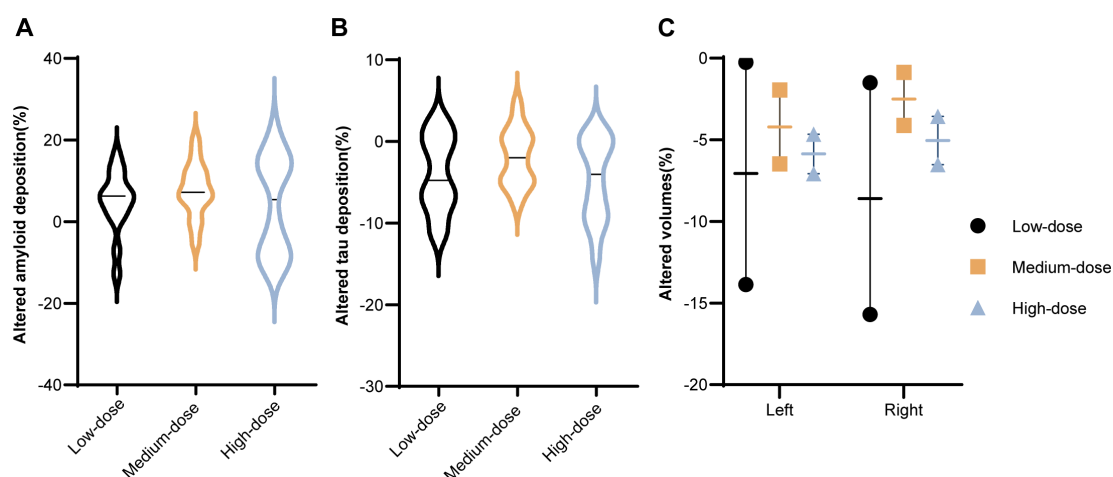 A
Altered amyloid deposition(%)
40
20
0
-20
-40
Low-dose
Medium-dose
High-dose
B
Altered tau deposition(%)
10
0
-10
-20
-30
Low-dose
Medium-dose
High-dose
C
Altered volumes(%)
0
-5
-10
-15
-20
Left
Right
Low-dose
Medium-dose
High-dose